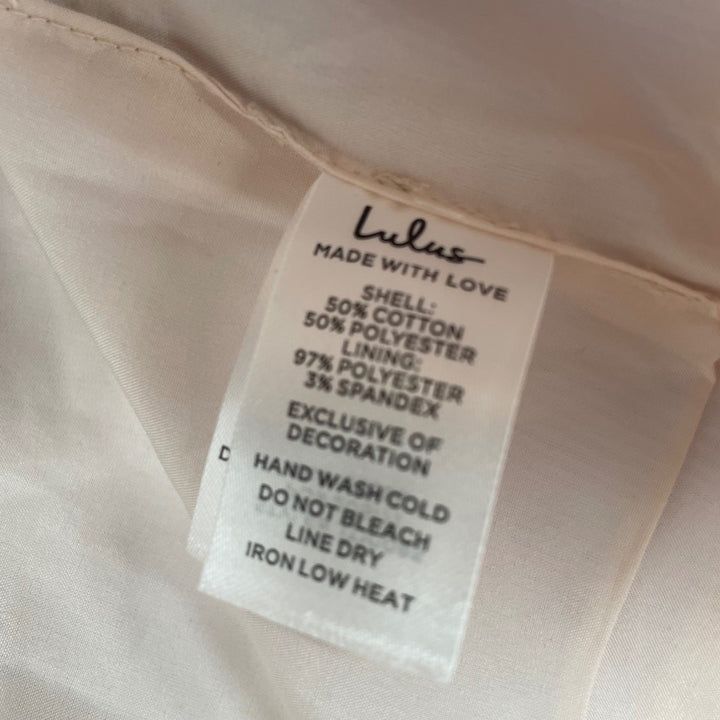 Lulus
MADE WITH LOVE
SHELL:
50% COTTON
50% POLYESTER
LINING:
97% POLYESTER
3% SPANDEX
EXCLUSIVE OF
DECORATION
HAND WASH COLD
DO NOT BLEACH
LINE DRY
IRON LOW HEAT